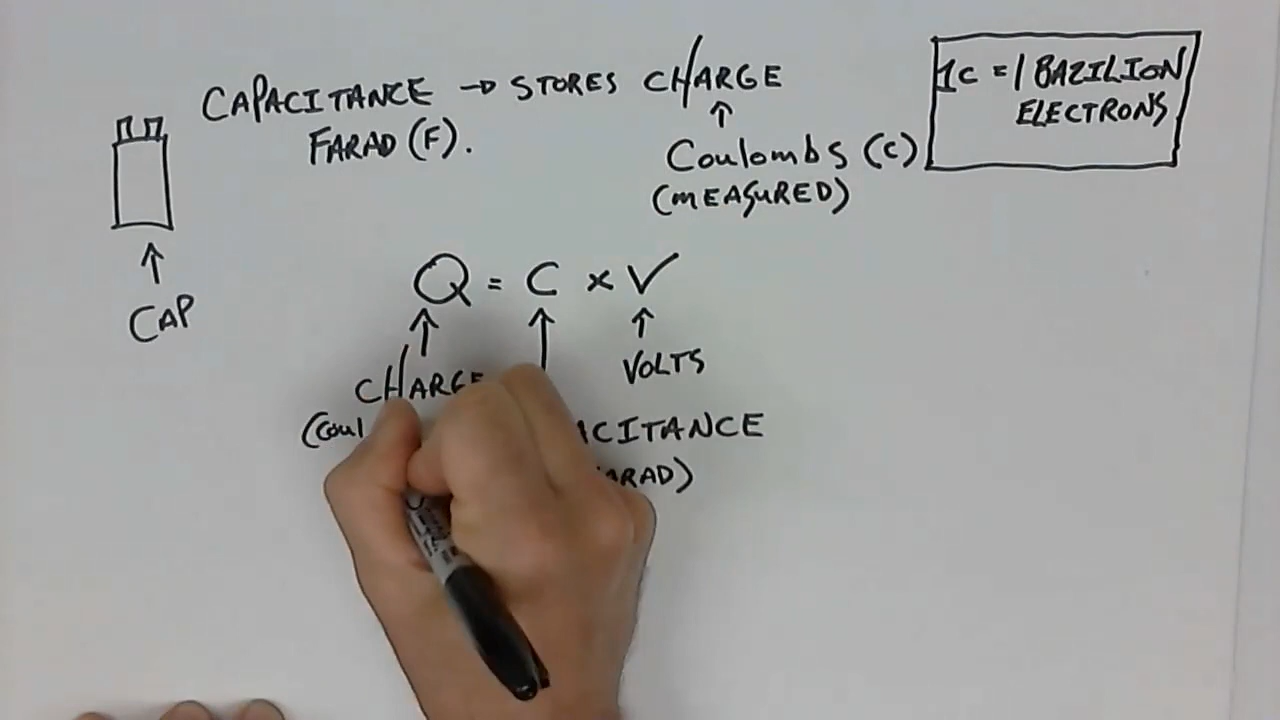 CAPACITANCE → STORES CHARGE
FARAD (F).
Coulombs (C)
(MEASURED)
1C = 1 BAZILION
ELECTRONS
CAP
Q = C × V
VOLTS